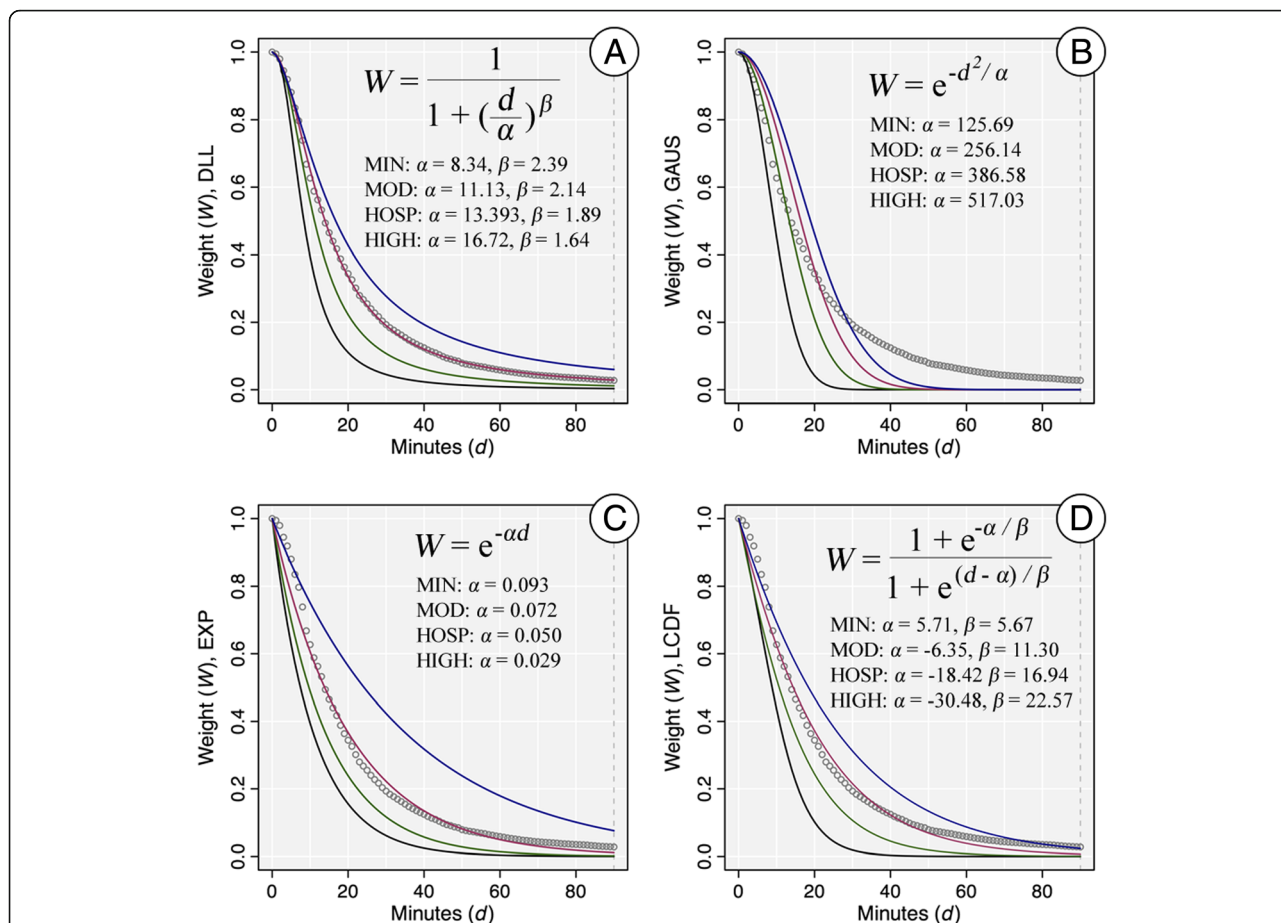 A
W = 1 / (1 + (d/α)^β)
MIN: α = 8.34, β = 2.39
MOD: α = 11.13, β = 2.14
HOSP: α = 13.393, β = 1.89
HIGH: α = 16.72, β = 1.64
Weight (W), DLL
1.0
0.8
0.6
0.4
0.2
0.0
0 20 40 60 80
Minutes (d)
B
W = e^(-d²/α)
MIN: α = 125.69
MOD: α = 256.14
HOSP: α = 386.58
HIGH: α = 517.03
Weight (W), GAUS
1.0
0.8
0.6
0.4
0.2
0.0
0 20 40 60 80
Minutes (d)
C
W = e^(-αd)
MIN: α = 0.093
MOD: α = 0.072
HOSP: α = 0.050
HIGH: α = 0.029
Weight (W), EXP
1.0
0.8
0.6
0.4
0.2
0.0
0 20 40 60 80
Minutes (d)
D
W = (1 + e^(-α/β)) / (1 + e^((d - α)/β))
MIN: α = 5.71, β = 5.67
MOD: α = -6.35, β = 11.30
HOSP: α = -18.42 β = 16.94
HIGH: α = -30.48, β = 22.57
Weight (W), LCDF
1.0
0.8
0.6
0.4
0.2
0.0
0 20 40 60 80
Minutes (d)